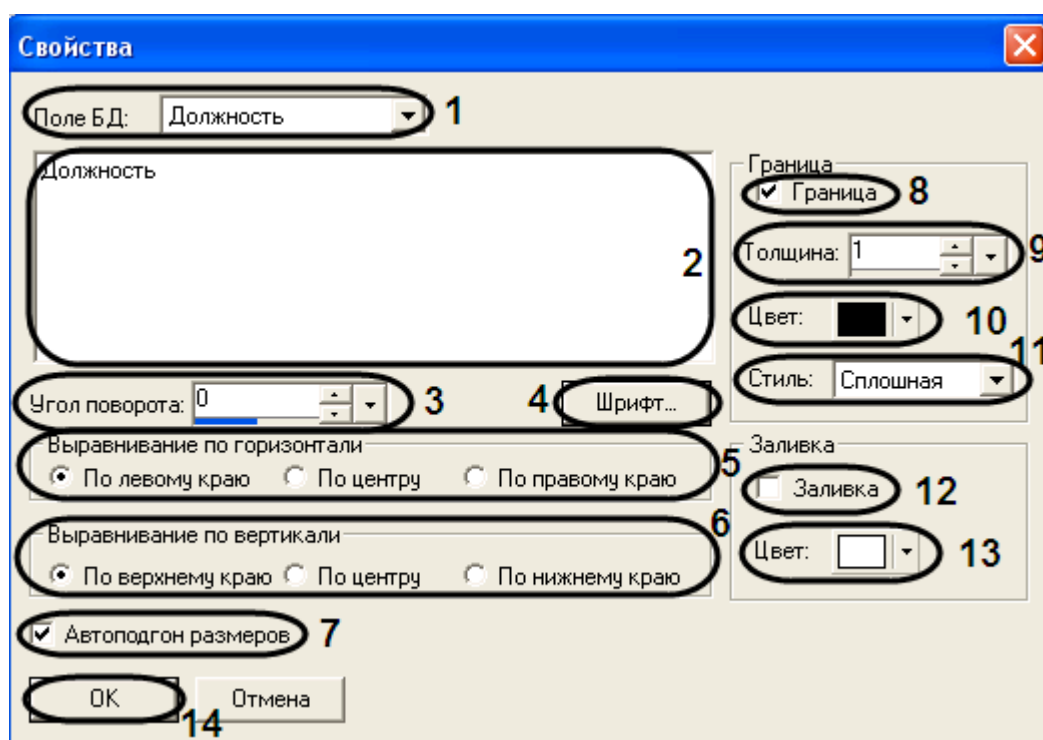 Свойства
Поле БД: Должность 1
Должность
2
Угол поворота: 0 3
4 Шрифт...
Выравнивание по горизонтали
По левому краю По центру По правому краю 5
Выравнивание по вертикали 6
По верхнему краю По центру По нижнему краю
Автоподгон размеров 7
OK 14 Отмена
Граница
Граница 8
Толщина: 1 9
Цвет: 10
Стиль: Сплошная 11
Заливка
Заливка 12
Цвет: 13